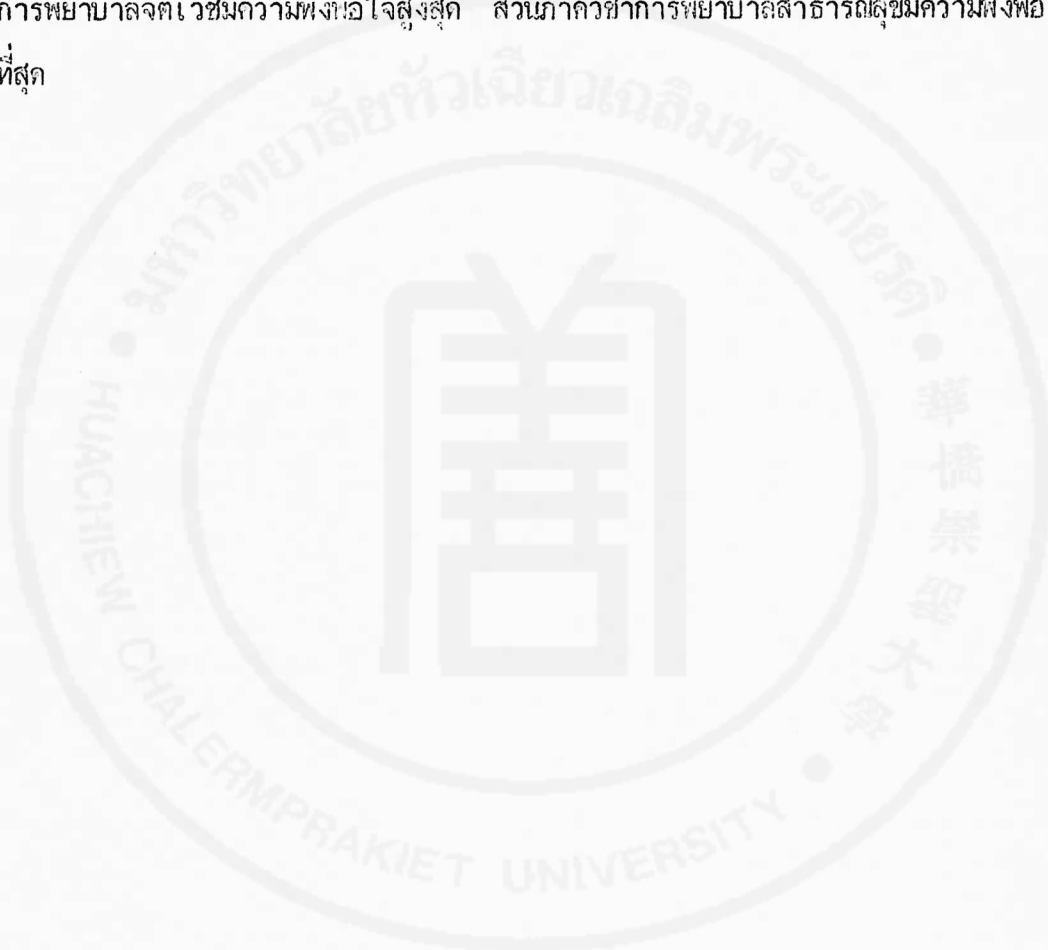 การพยาบาลจิตเวชมีความพึงพอใจสูงสุด ส่วนภาควิชาการพยาบาลสาธารณสุขมีความพึงพอ
ที่สุด
มหาวิทยาลัยหัวเฉียวเฉลิมพระเกียรติ
華僑崇聖大學
HUACHIEW CHALERMPRAKIET UNIVERSITY